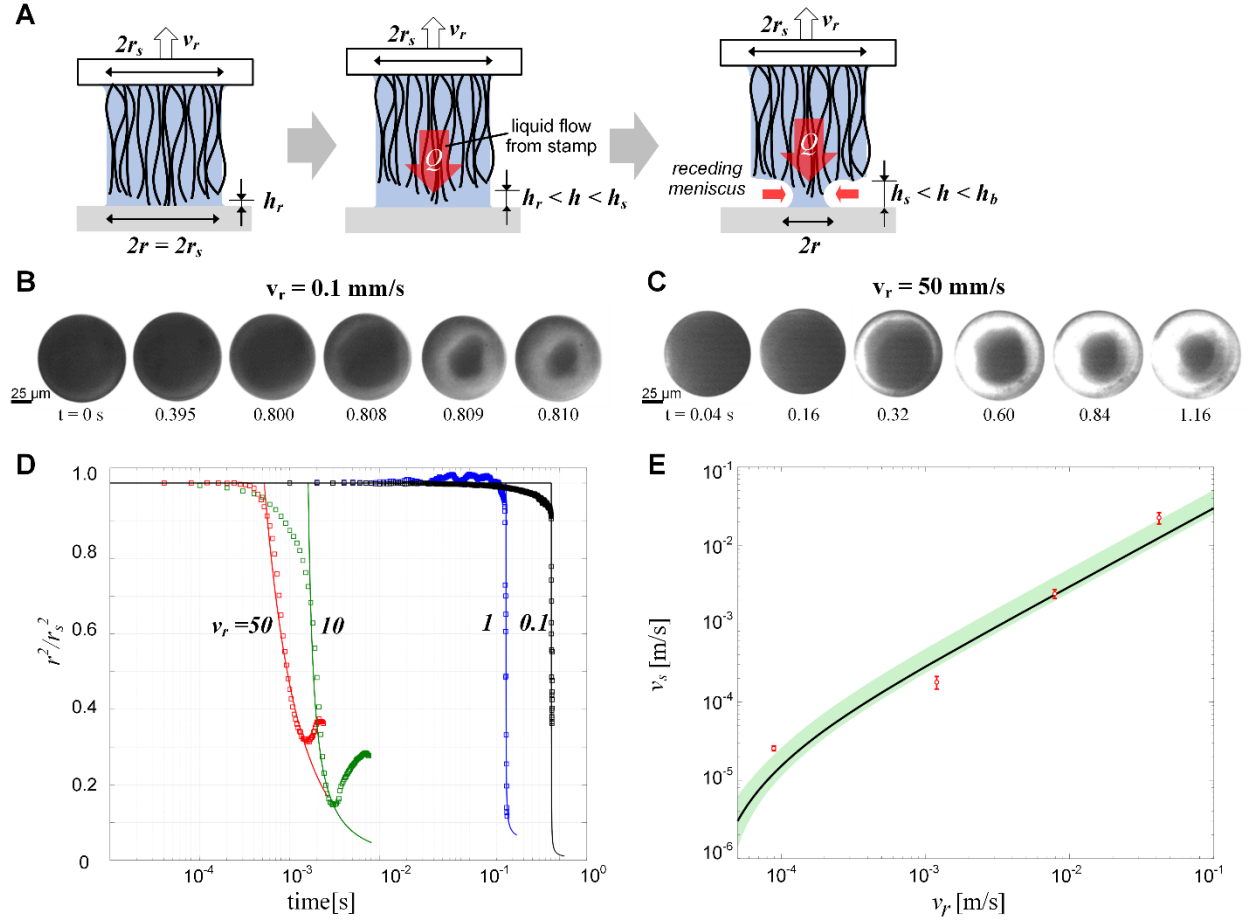 A
2r_s v_r
2r_s v_r
2r_s v_r
liquid flow
from stamp
Q
Q
receding
meniscus
h_r
h_r < h < h_s
h_s < h < h_b
2r = 2r_s
2r
B
v_r = 0.1 mm/s
C
v_r = 50 mm/s
25 µm
t = 0 s 0.395 0.800 0.808 0.809 0.810
25 µm
t = 0.04 s 0.16 0.32 0.60 0.84 1.16
D
r²/r_s²
1.0
0.8
0.6
0.4
0.2
0
v_r =50 10 1 0.1
10⁻⁴ 10⁻³ 10⁻² 10⁻¹ 10⁰
time[s]
E
v_s [m/s]
10⁻¹
10⁻²
10⁻³
10⁻⁴
10⁻⁵
10⁻⁶
10⁻⁴ 10⁻³ 10⁻² 10⁻¹
v_r [m/s]